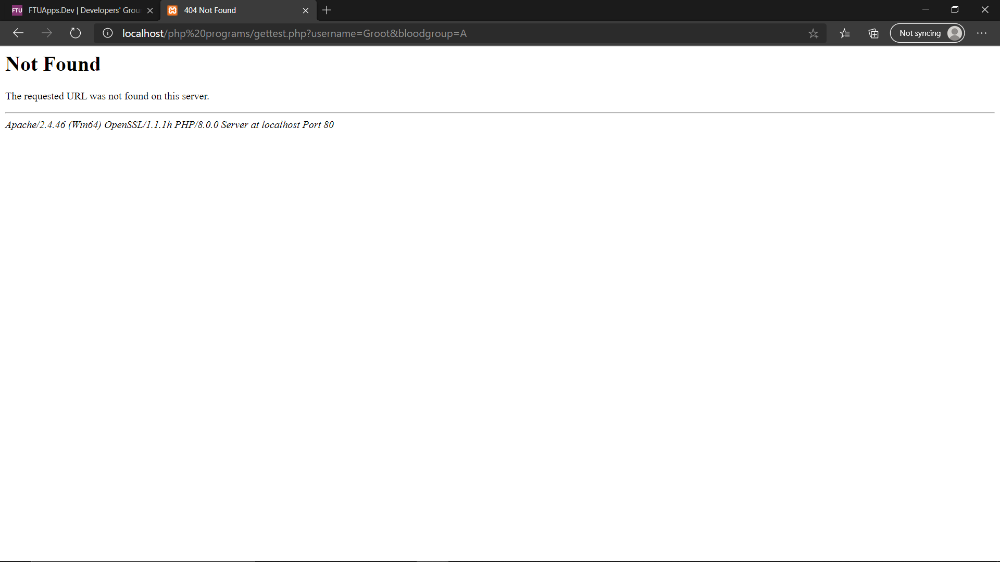 FTU FTUApps.Dev | Developers' Grou
404 Not Found
localhost/php%20programs/gettest.php?username=Groot&bloodgroup=A
Not syncing
Not Found
The requested URL was not found on this server.
Apache/2.4.46 (Win64) OpenSSL/1.1.1h PHP/8.0.0 Server at localhost Port 80